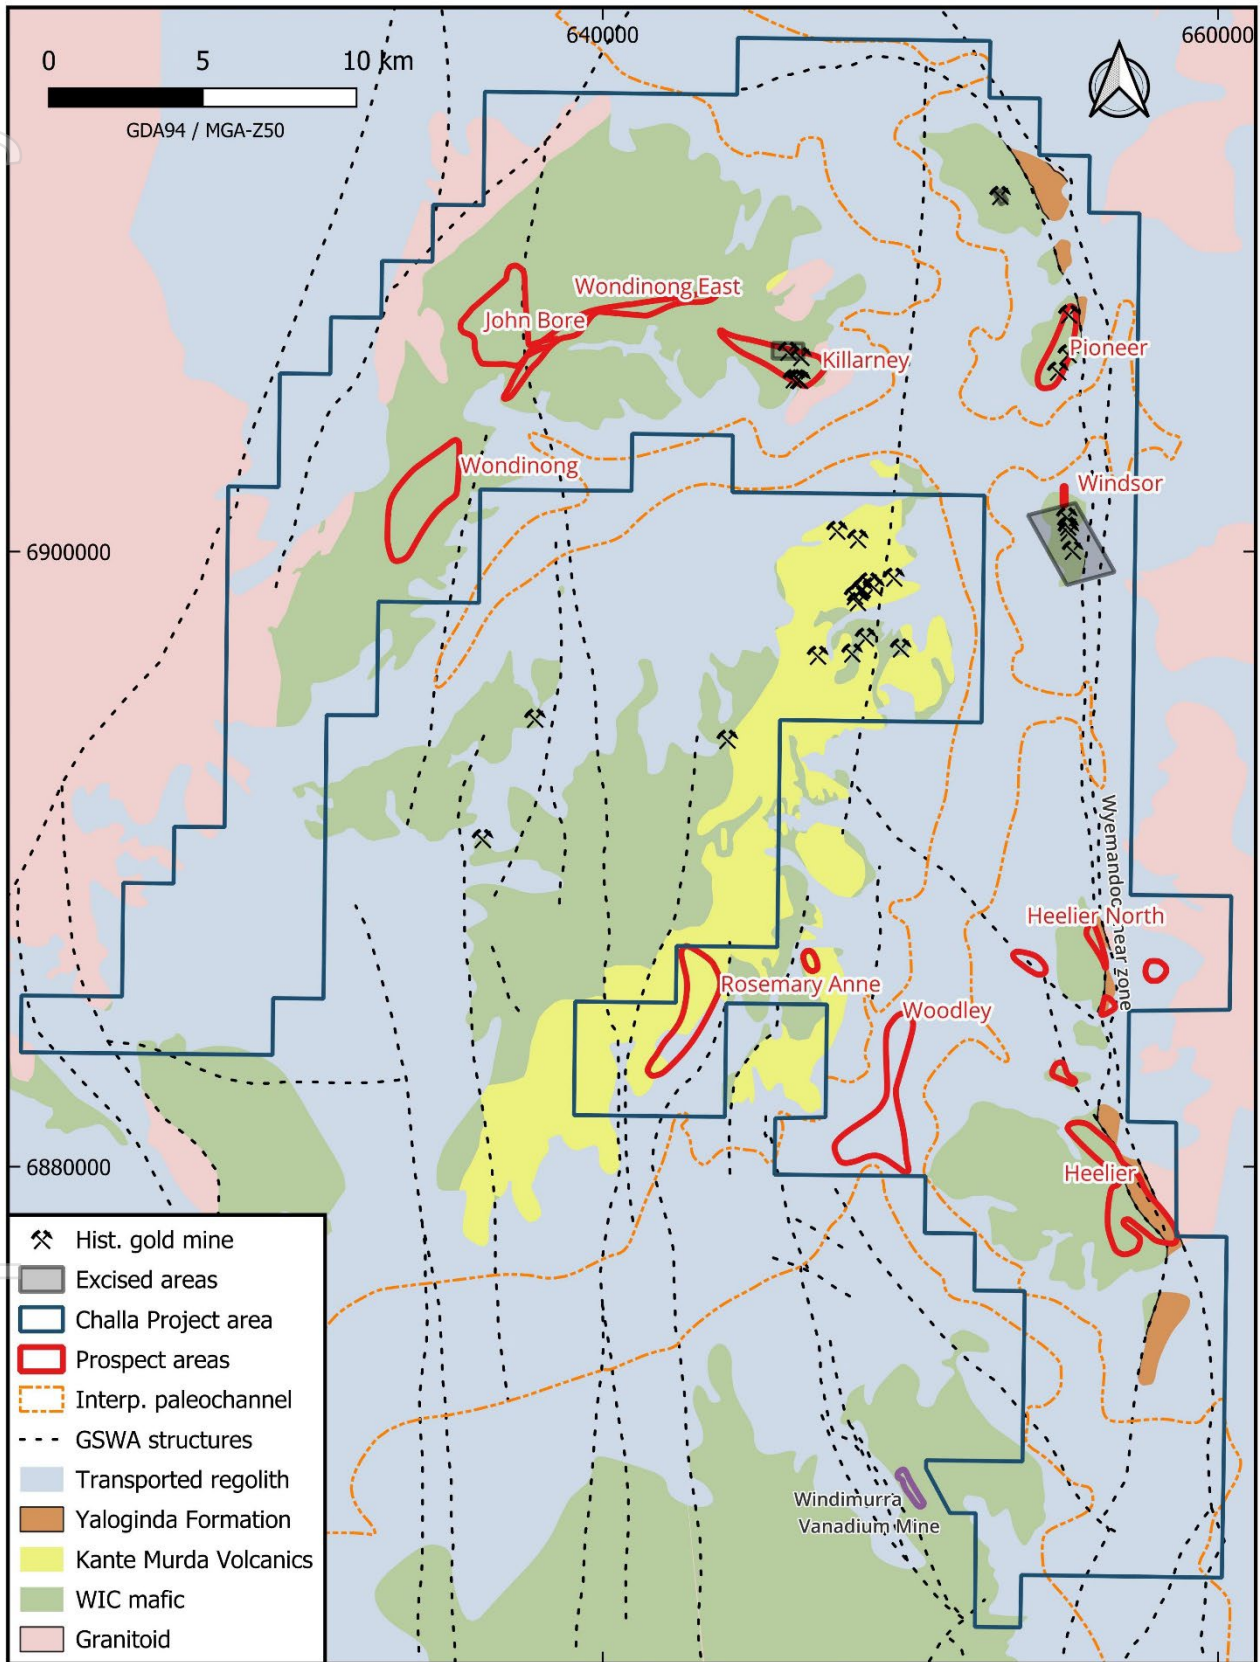 640000
660000
0 5 10 km
GDA94 / MGA-Z50
Wondinong East
John Bore
Killarney
Pioneer
Wondinong
Windsor
6900000
Wyemandoo
hear zone
Heelier North
Rosemary Anne
Woodley
6880000
Heelier
Hist. gold mine
Excised areas
Challa Project area
Prospect areas
Interp. paleochannel
GSWA structures
Transported regolith
Yaloginda Formation
Kante Murda Volcanics
WIC mafic
Granitoid
Windimurra
Vanadium Mine